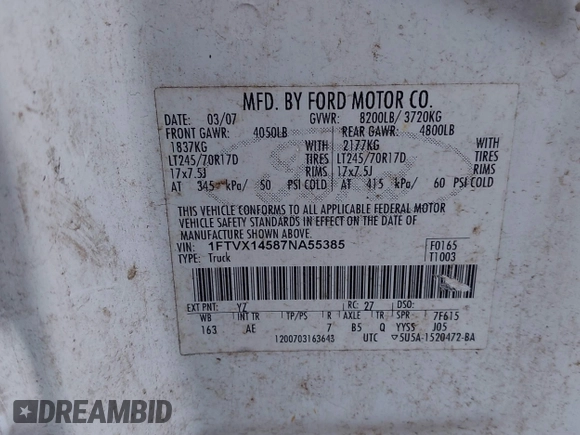 MFD. BY FORD MOTOR CO.
DATE: 03/07 GVWR: 8200LB/ 3720KG
FRONT GAWR: 4050LB REAR GAWR: 4800LB
1837KG WITH 2177KG WITH
LT245/70R17D TIRES LT245/70R17D TIRES
17x7.5J RIMS 17x7.5J RIMS
AT 345 kPa/ 50 PSI COLD AT 415 kPa/ 60 PSI COLD
THIS VEHICLE CONFORMS TO ALL APPLICABLE FEDERAL MOTOR
VEHICLE SAFETY STANDARDS IN EFFECT ON THE DATE OF
MANUFACTURE SHOWN ABOVE.
VIN: 1FTVX14587NA55385 F0165
TYPE: Truck T1003
EXT PNT: YZ RC: 27 DSO:
WB INT TR TP/PS R AXLE TR SPR 7F615
163 AE 7 B5 Q YYSS J05
1200703163643 UTC ▽5U5A-1520472-BA
DREAMBID